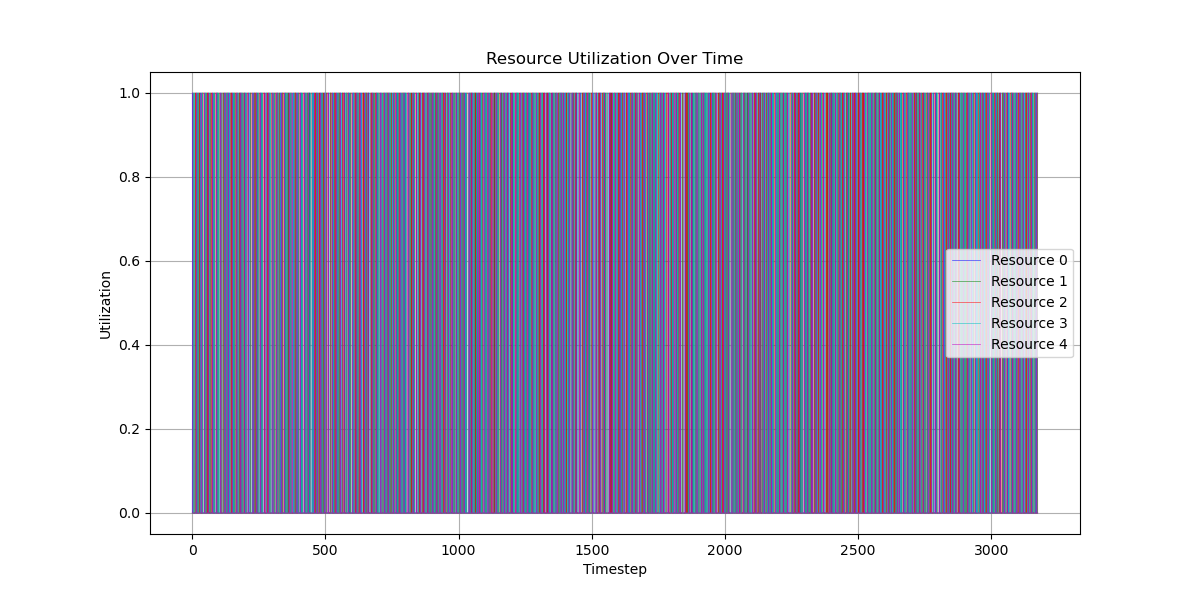 Resource Utilization Over Time
1.0
0.8
0.6
0.4
0.2
0.0
Utilization
Resource 0
Resource 1
Resource 2
Resource 3
Resource 4
0 500 1000 1500 2000 2500 3000
Timestep